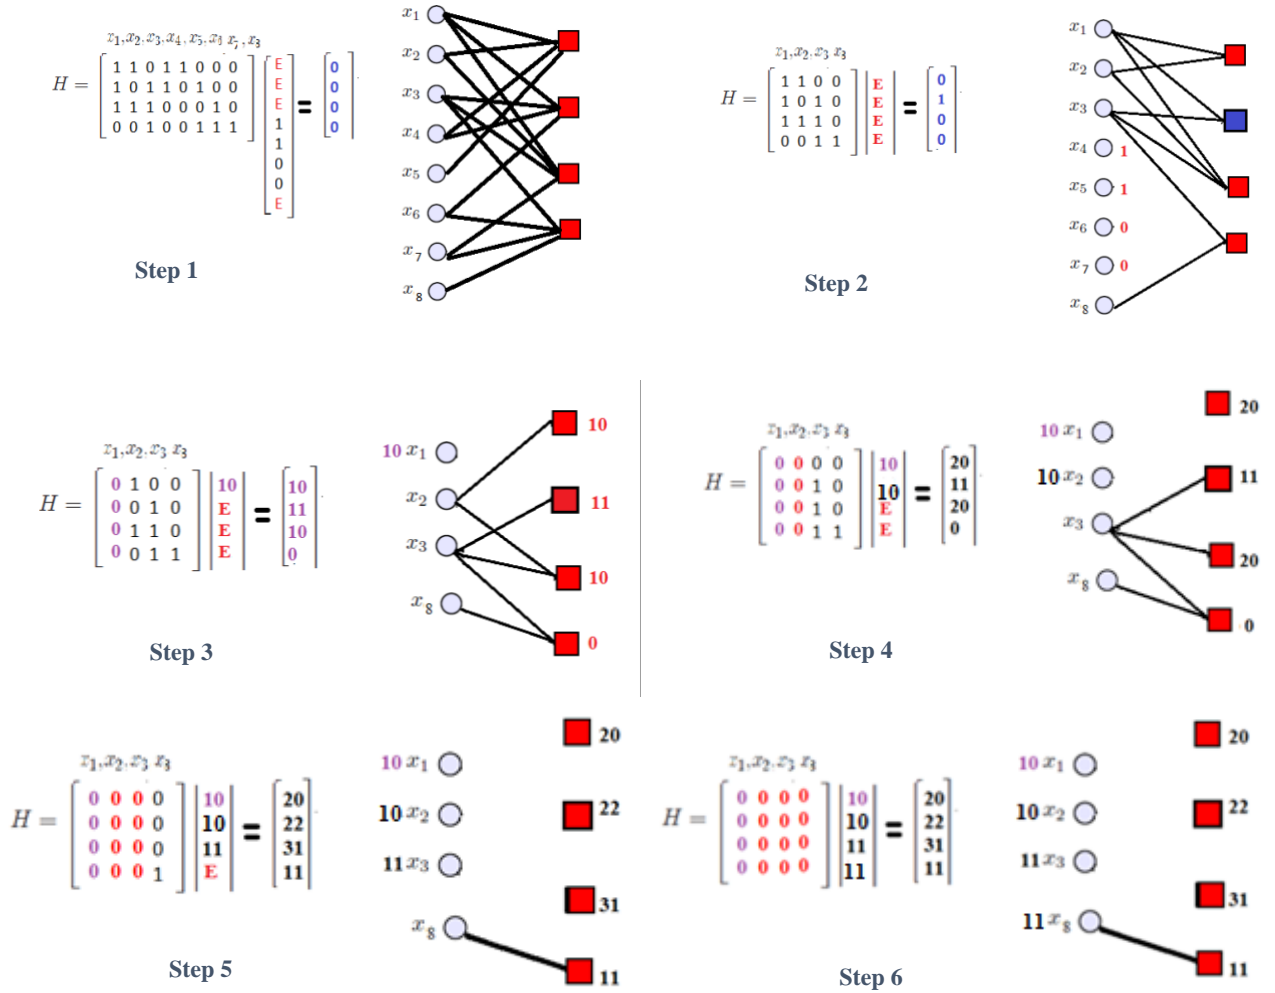 x₁,x₂,x₃,x₄,x₅,x₆ x₇,x₈
H =
1 1 0 1 1 0 0 0 E 0
1 0 1 1 0 1 0 0 E = 0
1 1 1 0 0 0 1 0 E 0
0 0 1 0 0 1 1 1 1 0
1
0
0
E
x₁
x₂
x₃
x₄
x₅
x₆
x₇
x₈
Step 1
x₁,x₂,x₃ x₈
H =
1 1 0 0 E 0
1 0 1 0 E = 1
1 1 1 0 E 0
0 0 1 1 E 0
x₁
x₂
x₃
x₄ 1
x₅ 1
x₆ 0
x₇ 0
x₈
Step 2
x₁,x₂,x₃ x₈
H =
0 1 0 0 10 10
0 0 1 0 E = 11
0 1 1 0 E 10
0 0 1 1 E 0
10 x₁
x₂
x₃
x₈
10
11
10
0
Step 3
x₁,x₂,x₃ x₈
H =
0 0 0 0 10 20
0 0 1 0 10 = 11
0 0 1 0 E 20
0 0 1 1 E 0
10 x₁
10 x₂
x₃
x₈
20
11
20
0
Step 4
x₁,x₂,x₃ x₈
H =
0 0 0 0 10 20
0 0 0 0 10 = 22
0 0 0 0 11 31
0 0 0 1 E 11
10 x₁
10 x₂
11 x₃
x₈
20
22
31
11
Step 5
x₁,x₂,x₃ x₈
H =
0 0 0 0 10 20
0 0 0 0 10 = 22
0 0 0 0 11 31
0 0 0 0 11 11
10 x₁
10 x₂
11 x₃
11 x₈
20
22
31
11
Step 6